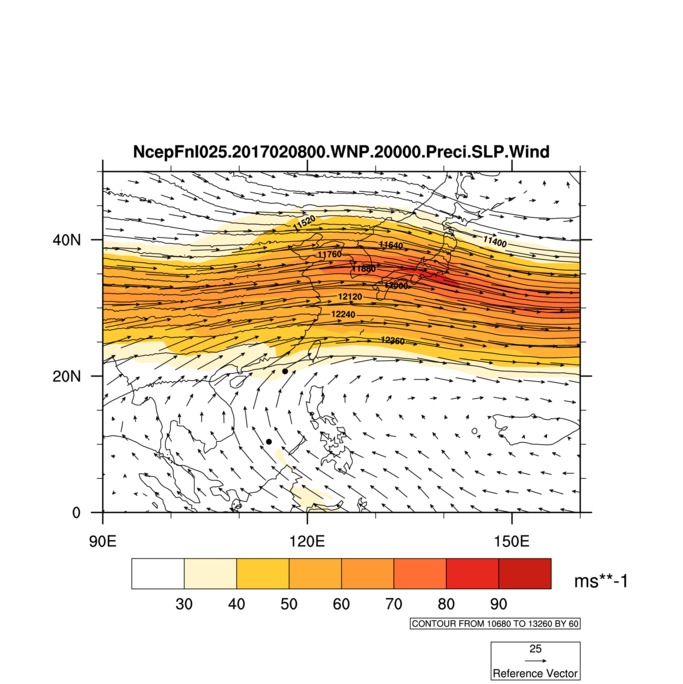 NcepFnl025.2017020800.WNP.20000.Preci.SLP.Wind
11520
11400
40N
11640
11760
11880
12000
12120
12240
12360
20N
0
90E
120E
150E
ms**-1
30
40
50
60
70
80
90
CONTOUR FROM 10680 TO 13260 BY 60
25
Reference Vector